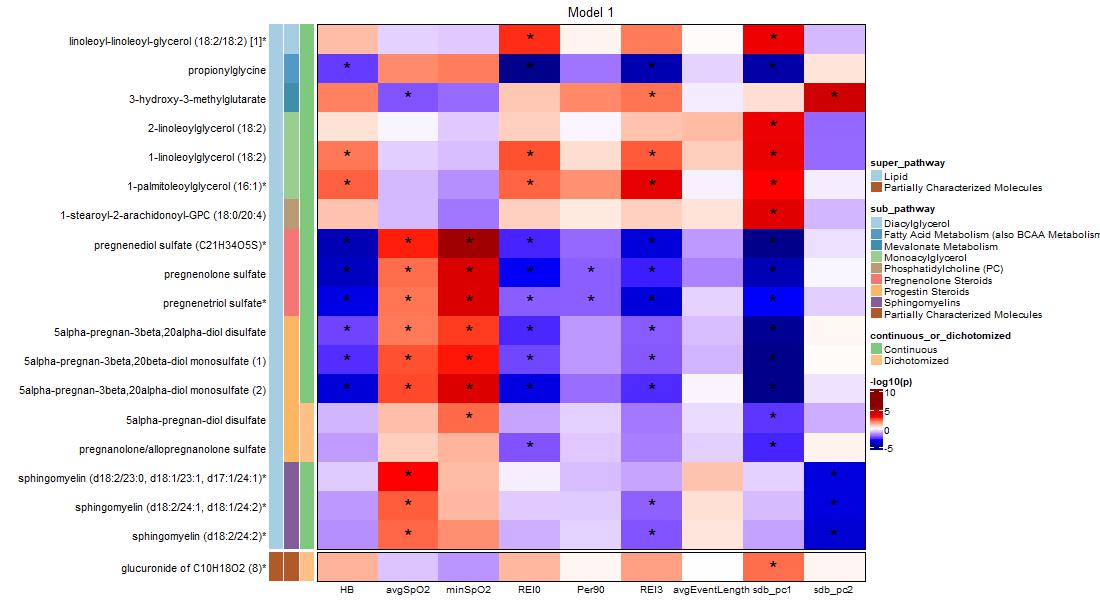 Model 1
linoleoyl-linoleoyl-glycerol (18:2/18:2) [1]*
propionylglycine
3-hydroxy-3-methylglutarate
2-linoleoylglycerol (18:2)
1-linoleoylglycerol (18:2)
1-palmitoleoylglycerol (16:1)*
1-stearoyl-2-arachidonoyl-GPC (18:0/20:4)
pregnenediol sulfate (C21H34O5S)*
pregnenolone sulfate
pregnenetriol sulfate*
5alpha-pregnan-3beta,20alpha-diol disulfate
5alpha-pregnan-3beta,20beta-diol monosulfate (1)
5alpha-pregnan-3beta,20alpha-diol monosulfate (2)
5alpha-pregnan-diol disulfate
pregnanolone/allopregnanolone sulfate
sphingomyelin (d18:2/23:0, d18:1/23:1, d17:1/24:1)*
sphingomyelin (d18:2/24:1, d18:1/24:2)*
sphingomyelin (d18:2/24:2)*
glucuronide of C10H18O2 (8)*
HB avgSpO2 minSpO2 REI0 Per90 REI3 avgEventLength sdb_pc1 sdb_pc2
super_pathway
Lipid
Partially Characterized Molecules
sub_pathway
Diacylglycerol
Fatty Acid Metabolism (also BCAA Metabolism
Mevalonate Metabolism
Monoacylglycerol
Phosphatidylcholine (PC)
Pregnenolone Steroids
Progestin Steroids
Sphingomyelins
Partially Characterized Molecules
continuous_or_dichotomized
Continuous
Dichotomized
-log10(p)
10
5
0
-5